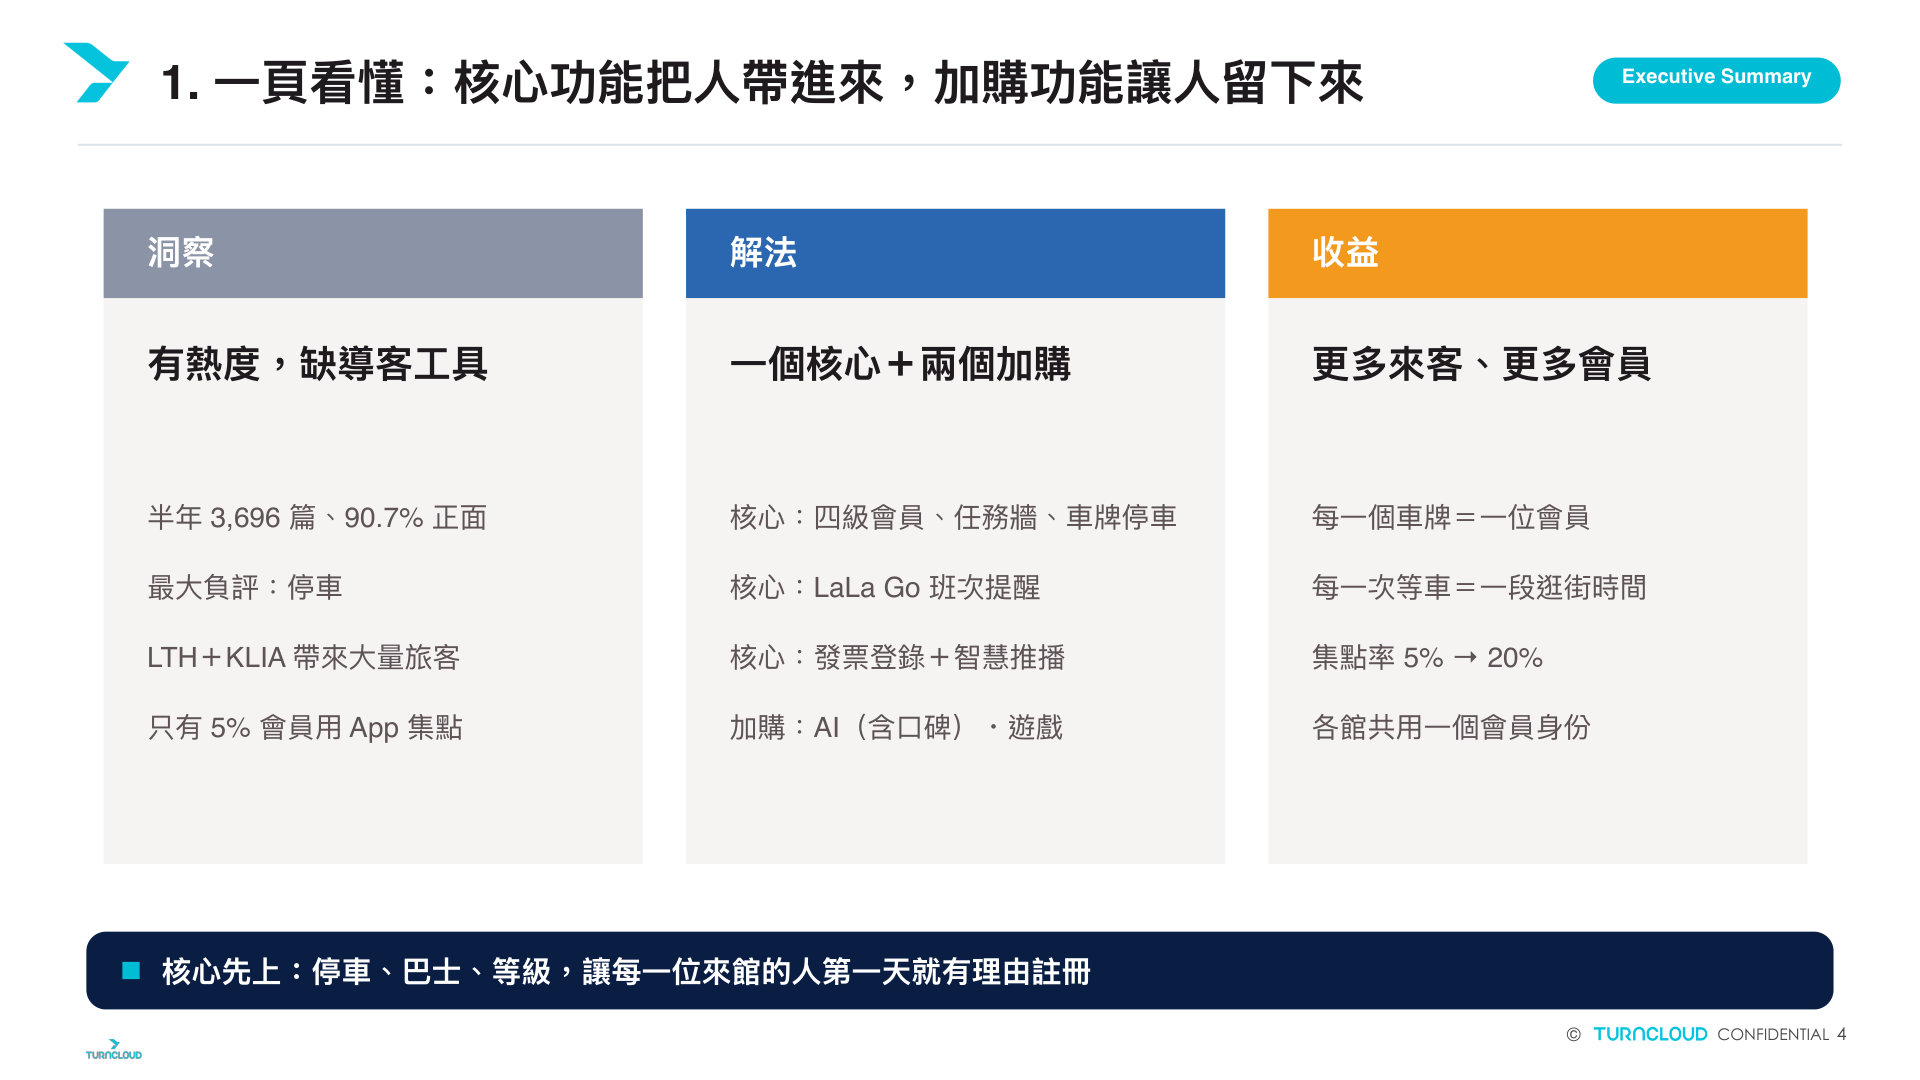 1. 一頁看懂：核心功能把人帶進來，加購功能讓人留下來
Executive Summary
洞察
有熱度，缺導客工具
半年 3,696 篇、90.7% 正面
最大負評：停車
LTH＋KLIA 帶來大量旅客
只有 5% 會員用 App 集點
解法
一個核心＋兩個加購
核心：四級會員、任務牆、車牌停車
核心：LaLa Go 班次提醒
核心：發票登錄＋智慧推播
加購：AI（含口碑）・遊戲
收益
更多來客、更多會員
每一個車牌＝一位會員
每一次等車＝一段逛街時間
集點率 5% → 20%
各館共用一個會員身份
■ 核心先上：停車、巴士、等級，讓每一位來館的人第一天就有理由註冊
TURNCLOUD
© TURNCLOUD CONFIDENTIAL 4